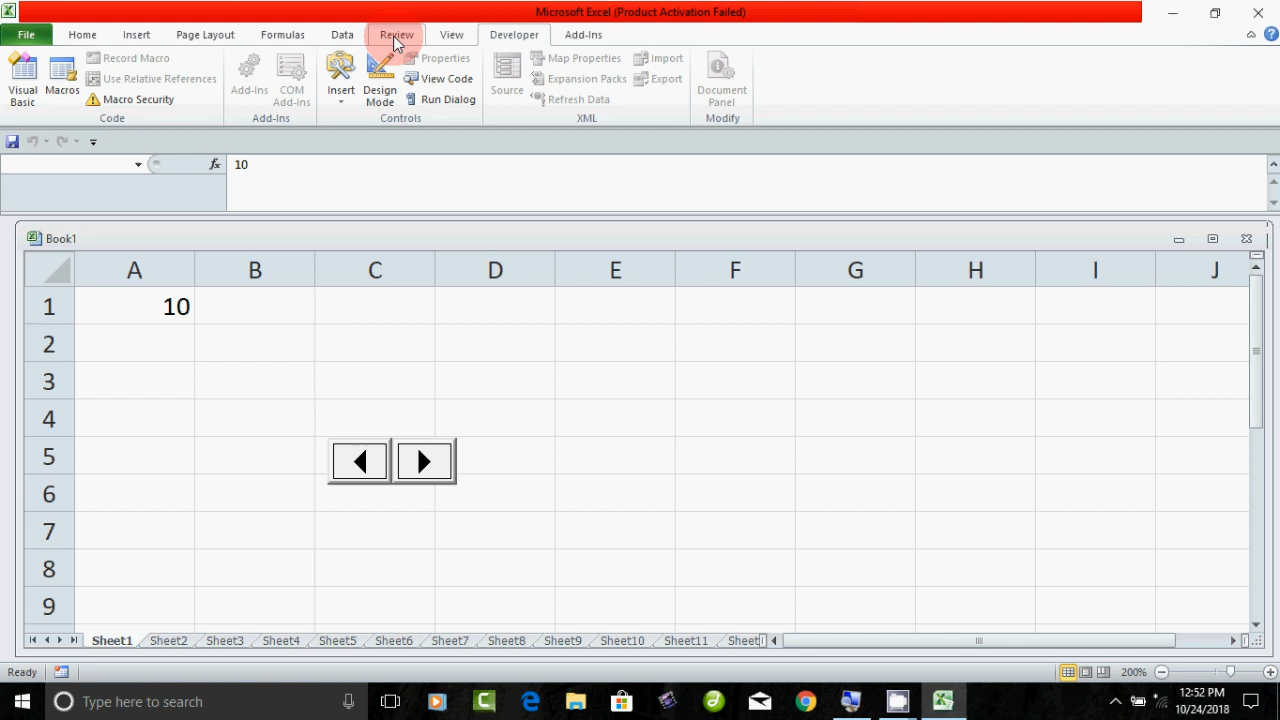 Microsoft Excel (Product Activation Failed)
File Home Insert Page Layout Formulas Data Review View Developer Add-Ins
Visual Basic
Macros
Record Macro
Use Relative References
Macro Security
Code
Add-Ins
COM Add-Ins
Add-Ins
Insert
Design Mode
Properties
View Code
Run Dialog
Controls
Source
Map Properties
Expansion Packs
Refresh Data
Import
Export
XML
Document Panel
Modify
fx 10
Book1
A B C D E F G H I J
1 10
2
3
4
5
6
7
8
9
Sheet1 Sheet2 Sheet3 Sheet4 Sheet5 Sheet6 Sheet7 Sheet8 Sheet9 Sheet10 Sheet11 Sheet
Ready 200%
Type here to search
12:52 PM
10/24/2018